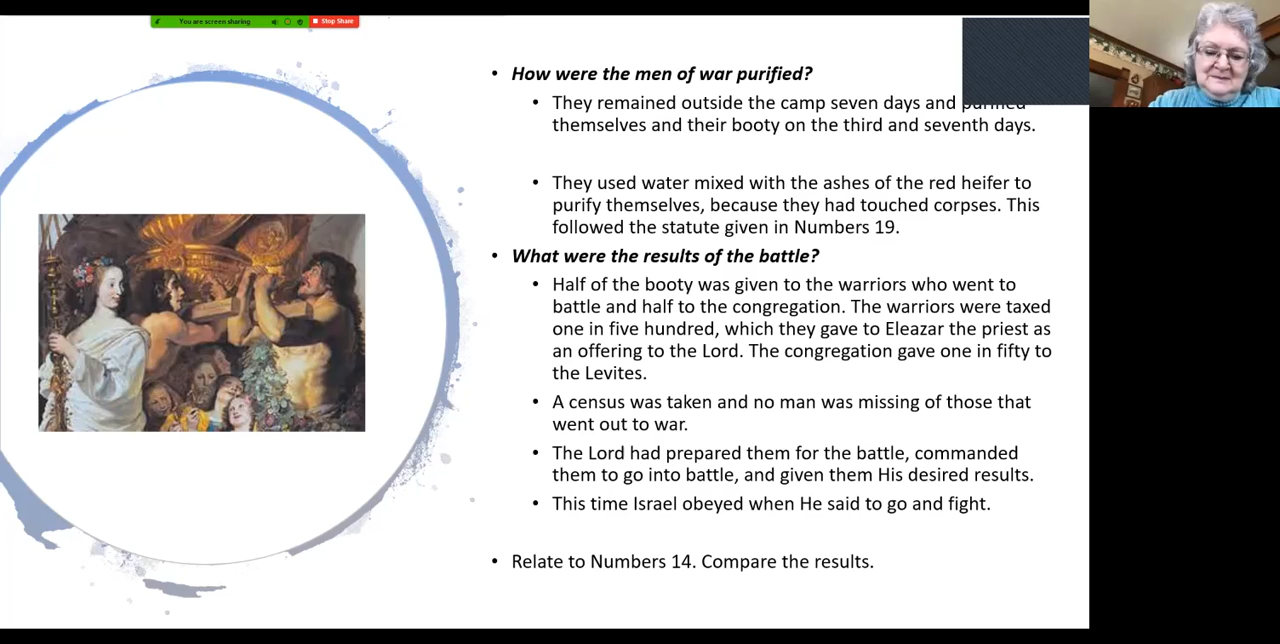 You are screen sharing
Stop Share
• How were the men of war purified?
• They remained outside the camp seven days and purified
themselves and their booty on the third and seventh days.
• They used water mixed with the ashes of the red heifer to
purify themselves, because they had touched corpses. This
followed the statute given in Numbers 19.
• What were the results of the battle?
• Half of the booty was given to the warriors who went to
battle and half to the congregation. The warriors were taxed
one in five hundred, which they gave to Eleazar the priest as
an offering to the Lord. The congregation gave one in fifty to
the Levites.
• A census was taken and no man was missing of those that
went out to war.
• The Lord had prepared them for the battle, commanded
them to go into battle, and given them His desired results.
• This time Israel obeyed when He said to go and fight.
• Relate to Numbers 14. Compare the results.